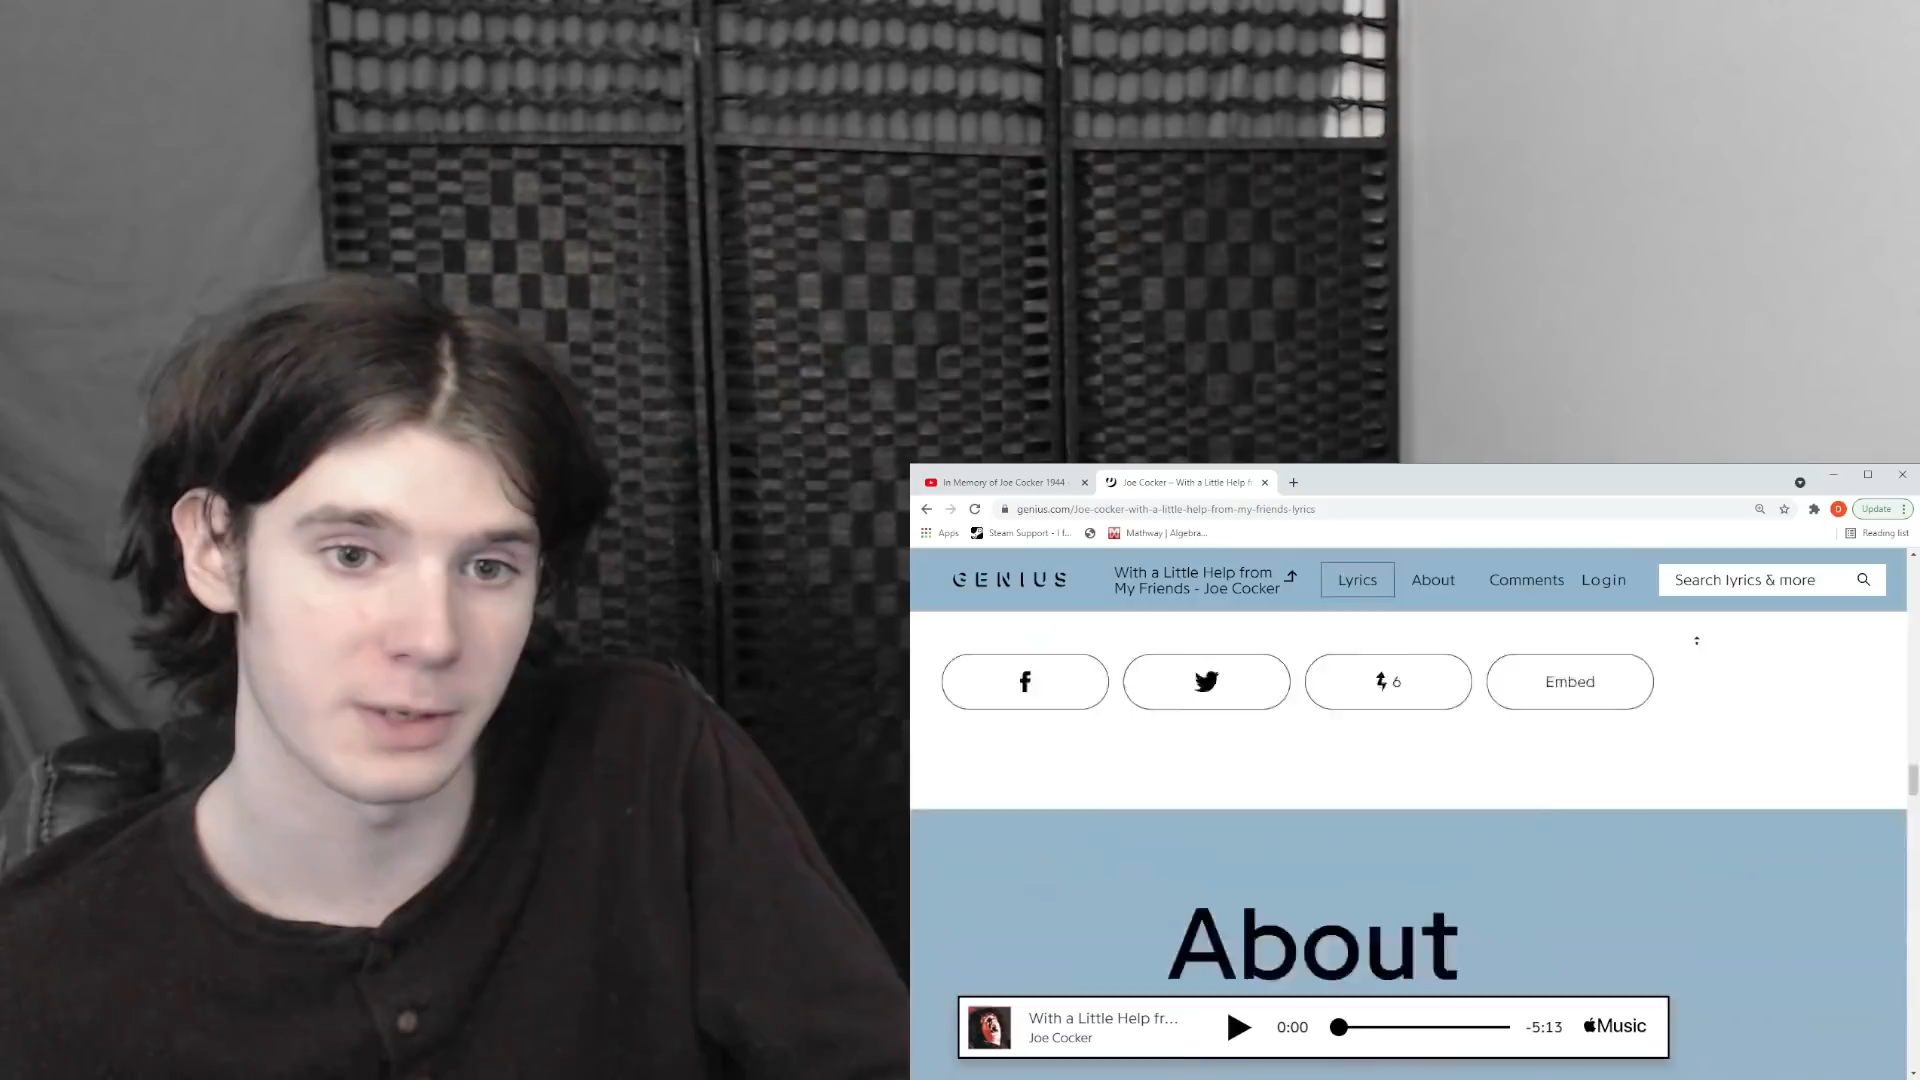 In Memory of Joe Cocker 1944 -
Joe Cocker – With a Little Help f
genius.com/Joe-cocker-with-a-little-help-from-my-friends-lyrics
D
Update
Apps
Steam Support - I f...
Mathway | Algebra...
Reading list
GENIUS
With a Little Help from
My Friends - Joe Cocker
Lyrics
About
Comments
Login
Search lyrics & more
6
Embed
About
With a Little Help fr...
Joe Cocker
0:00
-5:13
Music